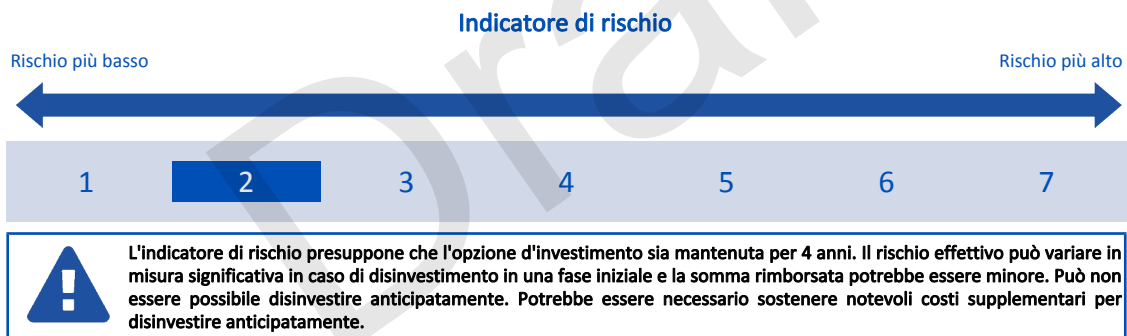 Indicatore di rischio
Rischio più basso
Rischio più alto
1 2 3 4 5 6 7
L'indicatore di rischio presuppone che l'opzione d'investimento sia mantenuta per 4 anni. Il rischio effettivo può variare in
misura significativa in caso di disinvestimento in una fase iniziale e la somma rimborsata potrebbe essere minore. Può non
essere possibile disinvestire anticipatamente. Potrebbe essere necessario sostenere notevoli costi supplementari per
disinvestire anticipatamente.